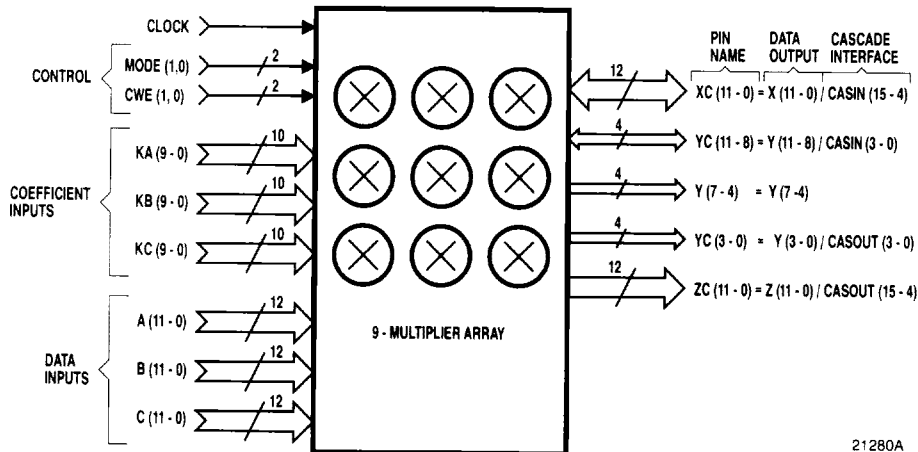 CLOCK
CONTROL
MODE (1,0)
2
CWE (1, 0)
2
COEFFICIENT
INPUTS
KA (9 - 0)
10
KB (9 - 0)
10
KC (9 - 0)
10
DATA
INPUTS
A (11 - 0)
12
B (11 - 0)
12
C (11 - 0)
12
9 - MULTIPLIER ARRAY
PIN NAME DATA OUTPUT CASCADE INTERFACE
12
XC (11 - 0) = X (11 - 0) / CASIN (15 - 4)
4
YC (11 - 8) = Y (11 - 8) / CASIN (3 - 0)
4
Y (7 - 4) = Y (7 - 4)
4
YC (3 - 0) = Y (3 - 0) / CASOUT (3 - 0)
12
ZC (11 - 0) = Z (11 - 0) / CASOUT (15 - 4)
21280A